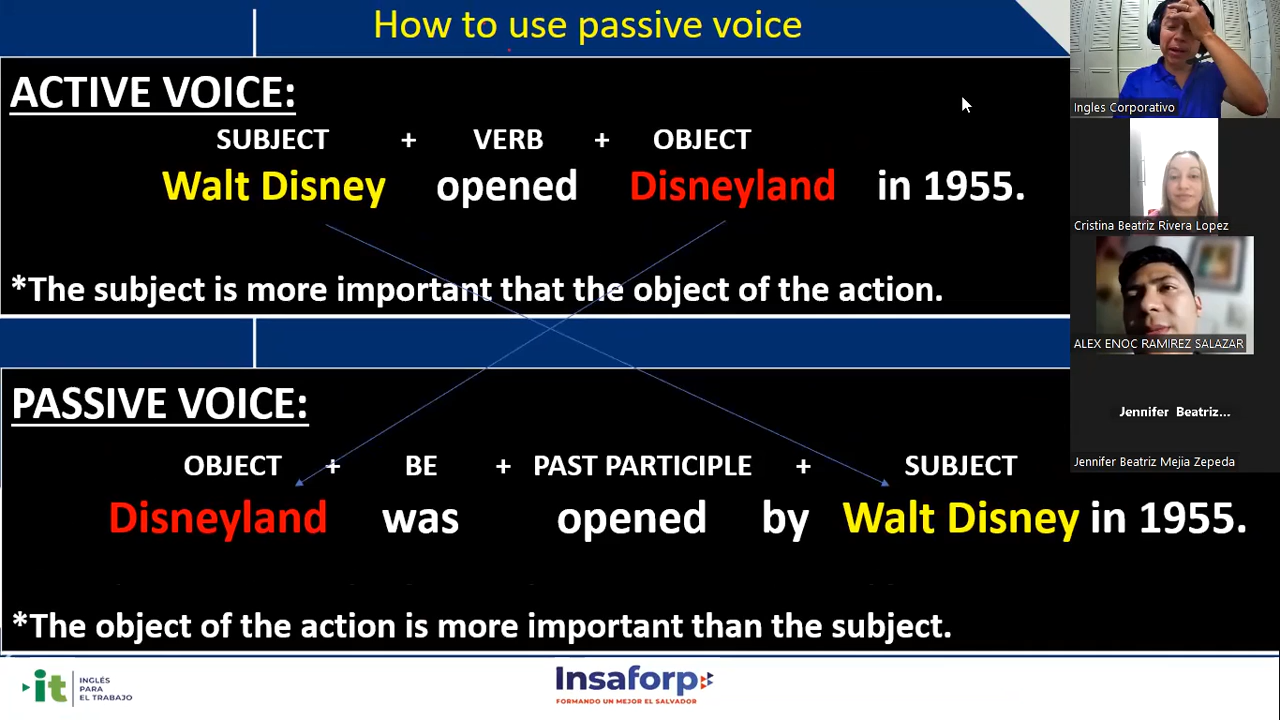 How to use passive voice
ACTIVE VOICE:
SUBJECT + VERB + OBJECT
Walt Disney opened Disneyland in 1955.
*The subject is more important that the object of the action.
PASSIVE VOICE:
OBJECT + BE + PAST PARTICIPLE + SUBJECT
Disneyland was opened by Walt Disney in 1955.
*The object of the action is more important than the subject.
it INGLÉS
PARA
EL TRABAJO
Insaforp
FORMANDO UN MEJOR EL SALVADOR
Ingles Corporativo
Cristina Beatriz Rivera Lopez
ALEX ENOC RAMIREZ SALAZAR
Jennifer Beatriz...
Jennifer Beatriz Mejia Zepeda